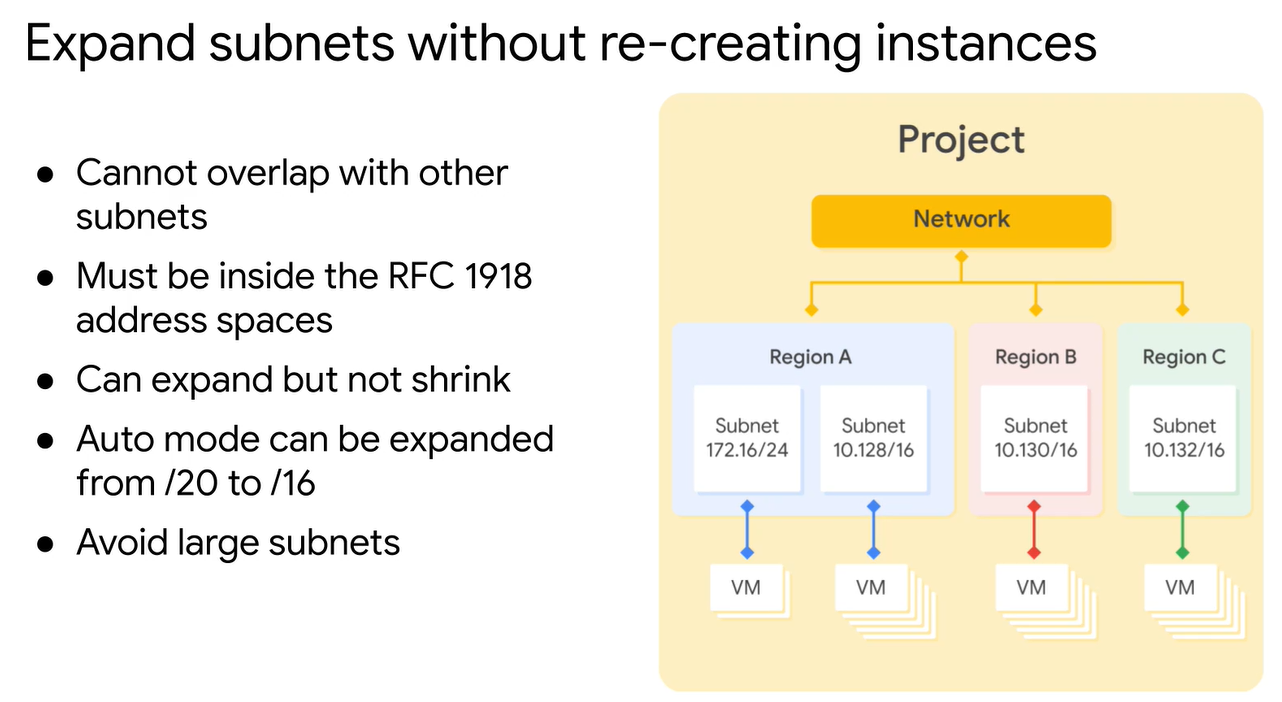 Expand subnets without re-creating instances
● Cannot overlap with other
subnets
● Must be inside the RFC 1918
address spaces
● Can expand but not shrink
● Auto mode can be expanded
from /20 to /16
● Avoid large subnets
Project
Network
Region A
Region B
Region C
Subnet
172.16/24
Subnet
10.128/16
Subnet
10.130/16
Subnet
10.132/16
VM
VM
VM
VM